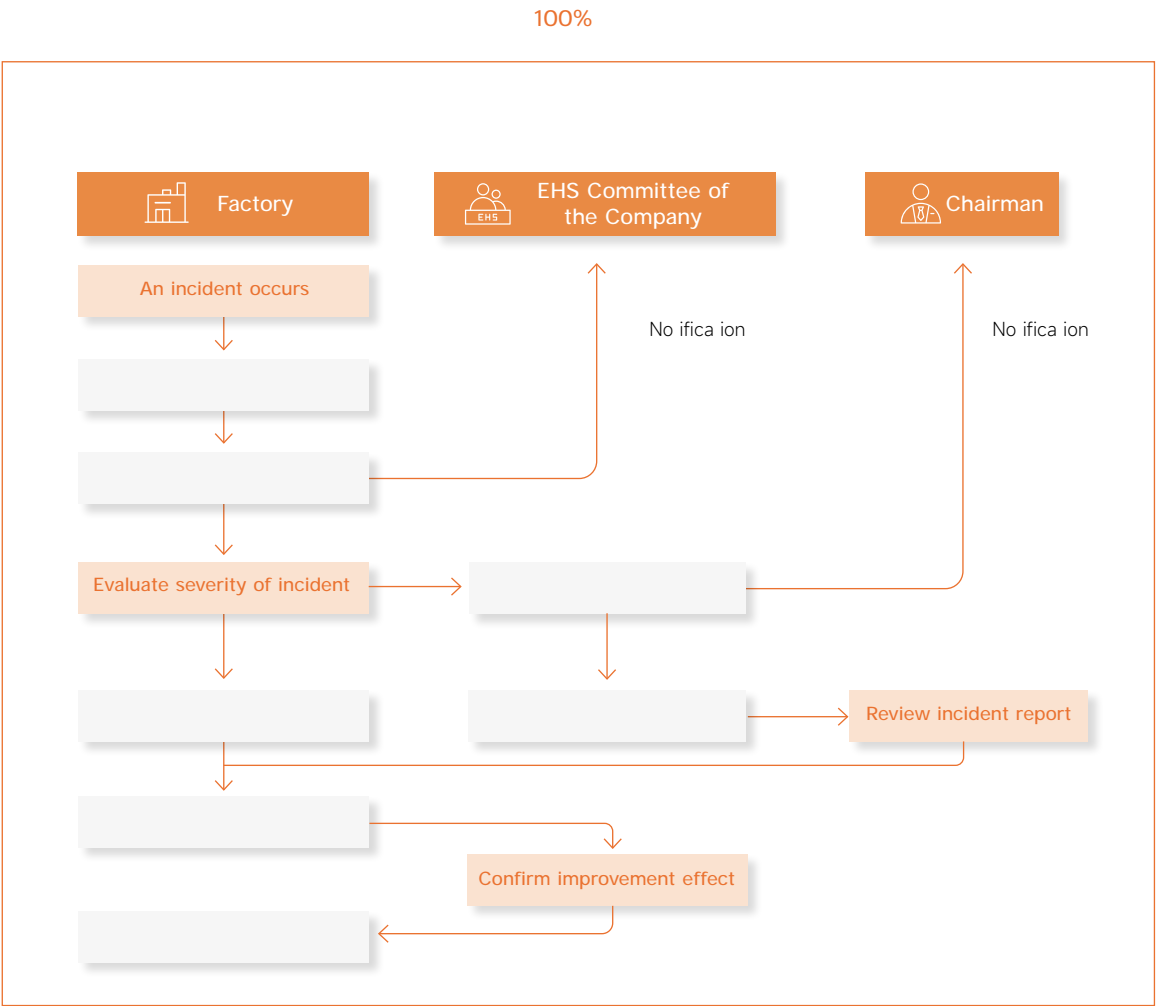 100%
Factory
EHS
EHS Committee of
the Company
Chairman
An incident occurs
No ifica ion
No ifica ion
Evaluate severity of incident
Review incident report
Confirm improvement effect